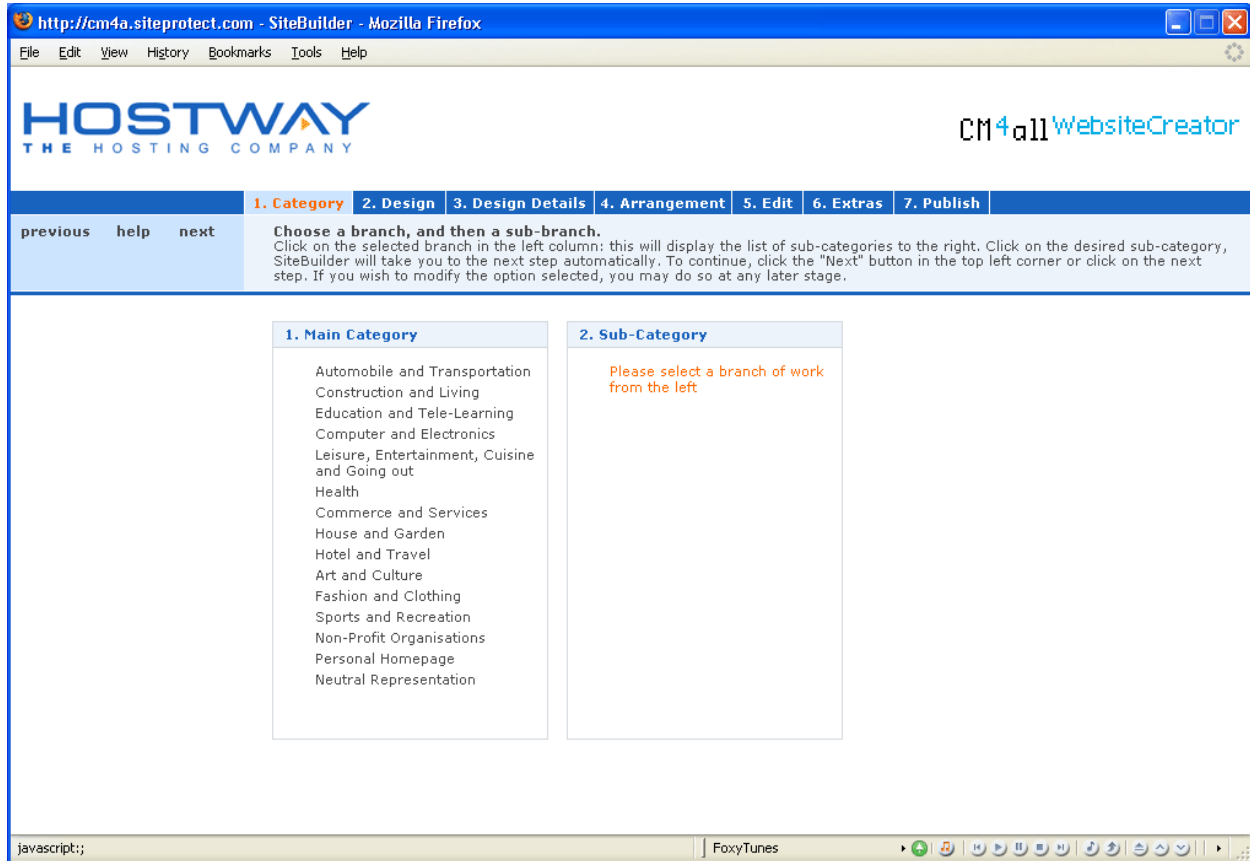 http://cm4a.siteprotect.com - SiteBuilder - Mozilla Firefox
File Edit View History Bookmarks Tools Help
HOSTWAY
THE HOSTING COMPANY
CM4all WebsiteCreator
1. Category 2. Design 3. Design Details 4. Arrangement 5. Edit 6. Extras 7. Publish
previous help next
Choose a branch, and then a sub-branch.
Click on the selected branch in the left column: this will display the list of sub-categories to the right. Click on the desired sub-category,
SiteBuilder will take you to the next step automatically. To continue, click the "Next" button in the top left corner or click on the next
step. If you wish to modify the option selected, you may do so at any later stage.
1. Main Category
Automobile and Transportation
Construction and Living
Education and Tele-Learning
Computer and Electronics
Leisure, Entertainment, Cuisine
and Going out
Health
Commerce and Services
House and Garden
Hotel and Travel
Art and Culture
Fashion and Clothing
Sports and Recreation
Non-Profit Organisations
Personal Homepage
Neutral Representation
2. Sub-Category
Please select a branch of work
from the left
javascript:;
FoxyTunes